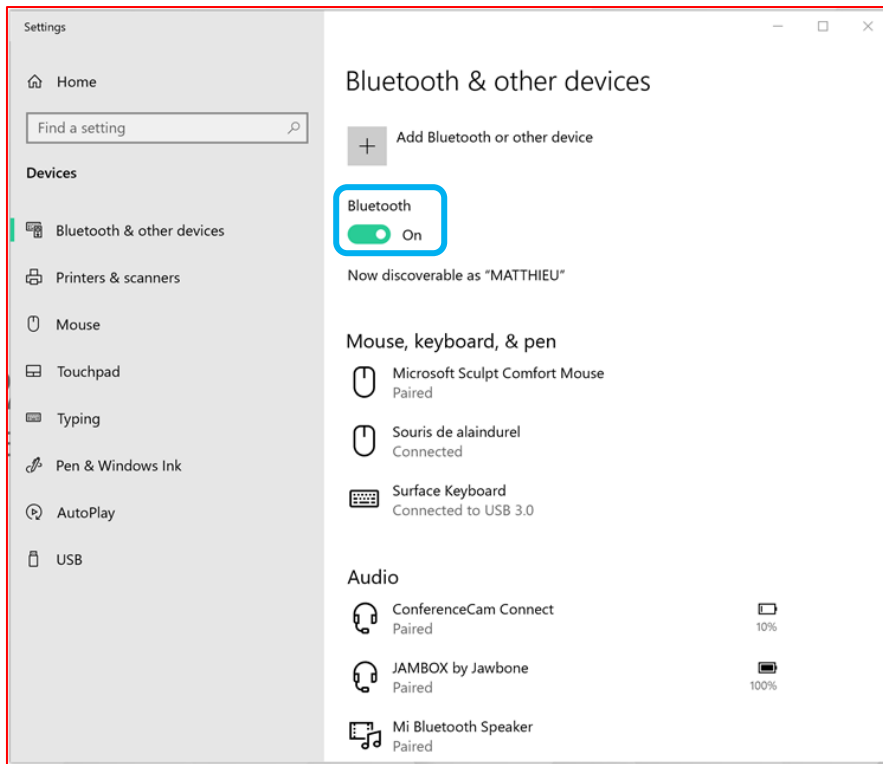 Settings
Home
Find a setting
Devices
Bluetooth & other devices
Printers & scanners
Mouse
Touchpad
Typing
Pen & Windows Ink
AutoPlay
USB
Bluetooth & other devices
Add Bluetooth or other device
Bluetooth
On
Now discoverable as “MATTHIEU”
Mouse, keyboard, & pen
Microsoft Sculpt Comfort Mouse
Paired
Souris de alaindurel
Connected
Surface Keyboard
Connected to USB 3.0
Audio
ConferenceCam Connect
Paired
10%
JAMBOX by Jawbone
Paired
100%
Mi Bluetooth Speaker
Paired